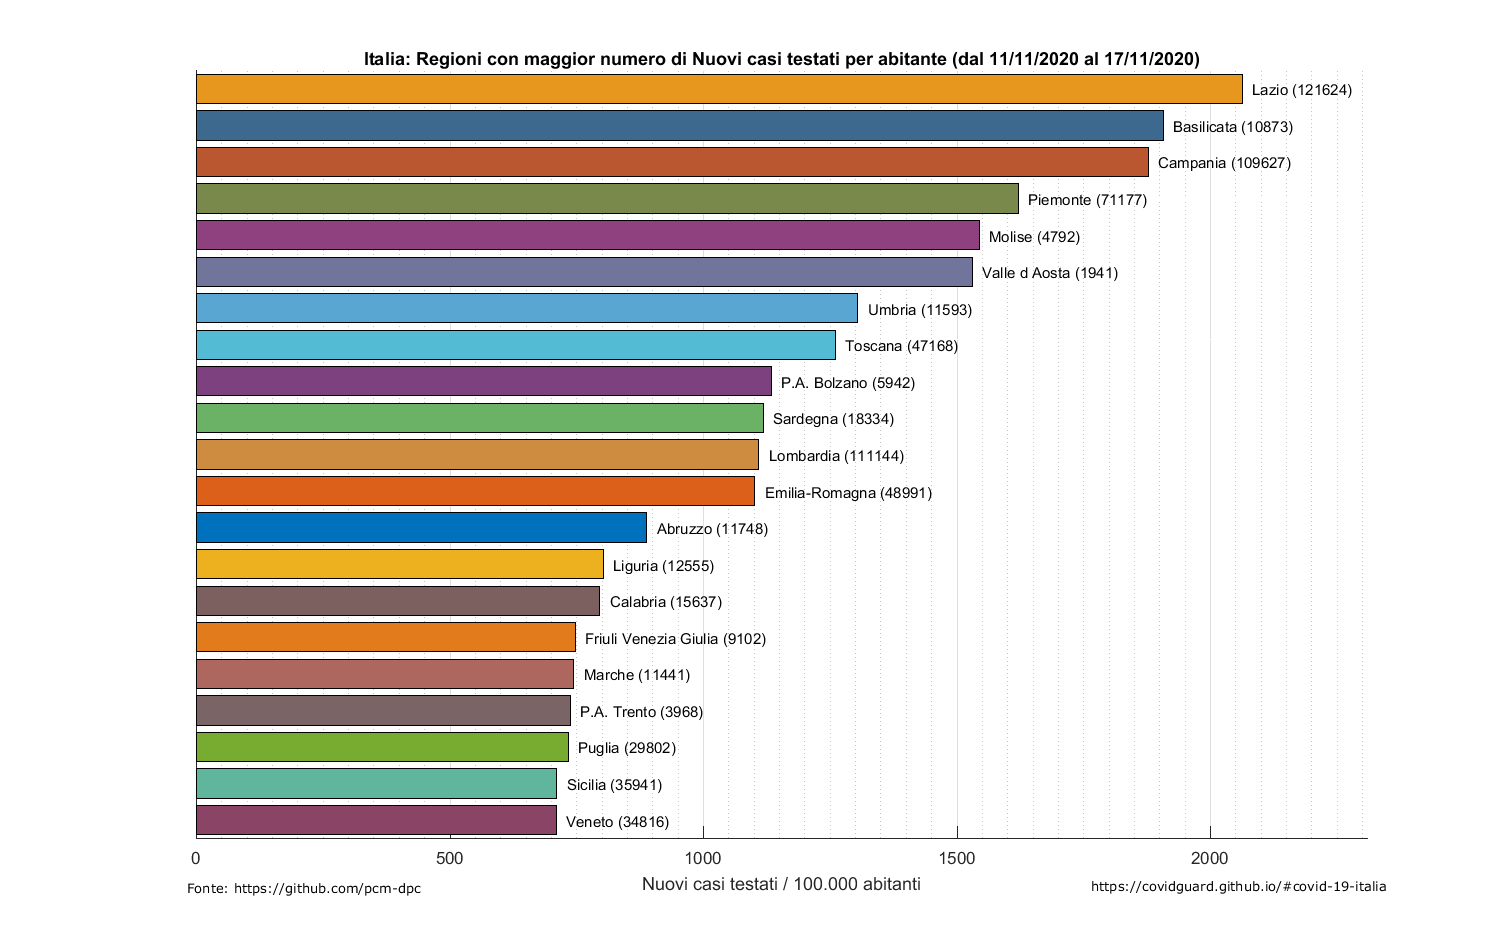 Italia: Regioni con maggior numero di Nuovi casi testati per abitante (dal 11/11/2020 al 17/11/2020)
Lazio (121624)
Basilicata (10873)
Campania (109627)
Piemonte (71177)
Molise (4792)
Valle d Aosta (1941)
Umbria (11593)
Toscana (47168)
P.A. Bolzano (5942)
Sardegna (18334)
Lombardia (111144)
Emilia-Romagna (48991)
Abruzzo (11748)
Liguria (12555)
Calabria (15637)
Friuli Venezia Giulia (9102)
Marche (11441)
P.A. Trento (3968)
Puglia (29802)
Sicilia (35941)
Veneto (34816)
0 500 1000 1500 2000
Nuovi casi testati / 100.000 abitanti
Fonte: https://github.com/pcm-dpc
https://covidguard.github.io/#covid-19-italia